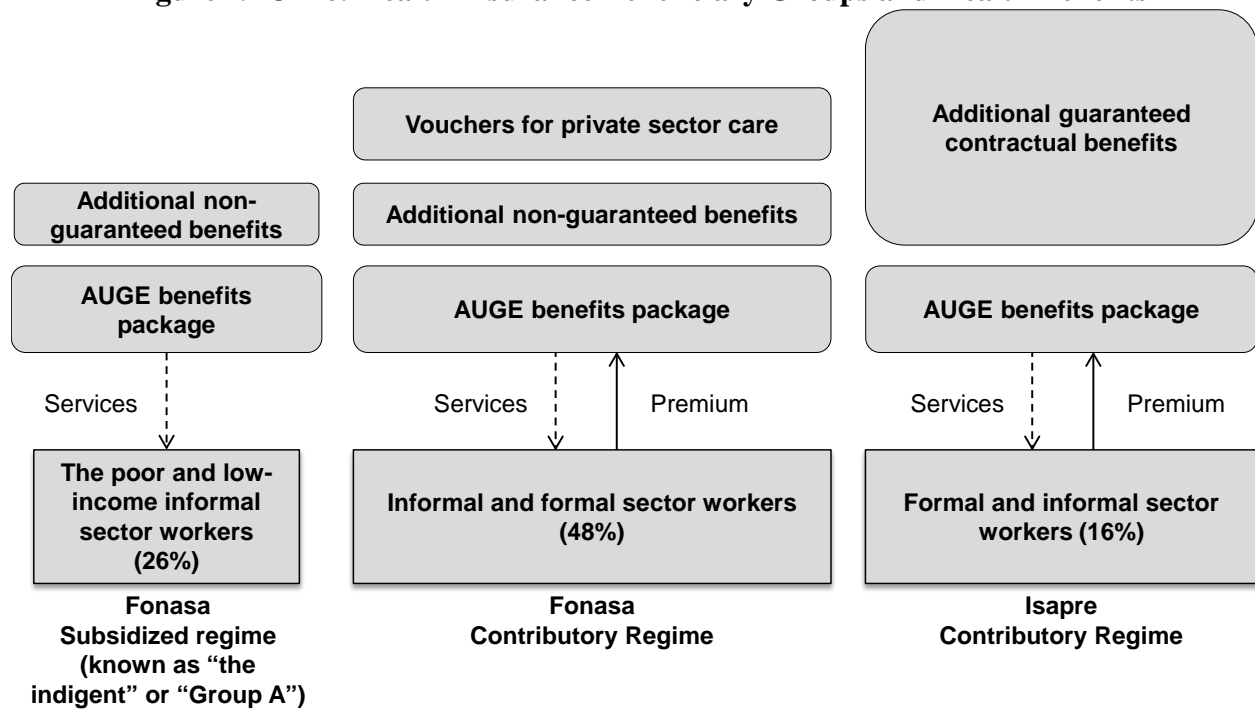 Vouchers for private sector care
Additional guaranteed
contractual benefits
Additional non-
guaranteed benefits
Additional non-guaranteed benefits
AUGE benefits
package
AUGE benefits package
AUGE benefits package
Services
Services
Premium
Services
Premium
The poor and low-
income informal
sector workers
(26%)
Informal and formal sector workers
(48%)
Formal and informal sector
workers (16%)
Fonasa
Subsidized regime
(known as “the
indigent” or “Group A”)
Fonasa
Contributory Regime
Isapre
Contributory Regime